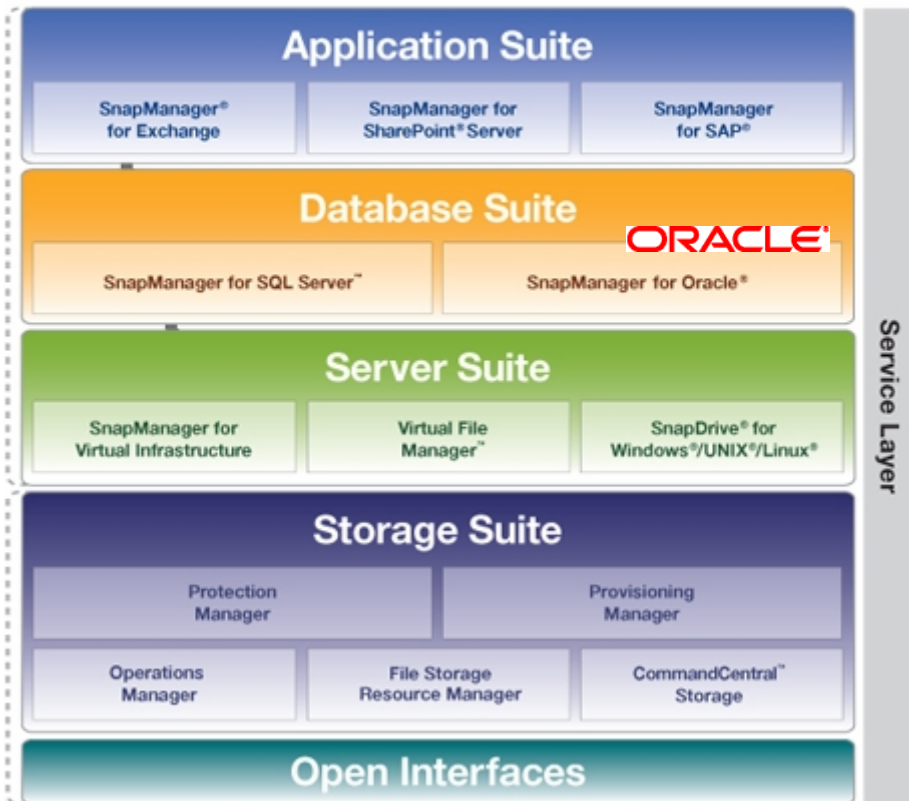 Application Suite
SnapManager®
for Exchange
SnapManager for
SharePoint® Server
SnapManager
for SAP®
Database Suite
ORACLE®
SnapManager for SQL Server™
SnapManager for Oracle®
Server Suite
SnapManager for
Virtual Infrastructure
Virtual File
Manager™
SnapDrive® for
Windows®/UNIX®/Linux®
Storage Suite
Protection
Manager
Provisioning
Manager
Operations
Manager
File Storage
Resource Manager
CommandCentral™
Storage
Open Interfaces
Service Layer